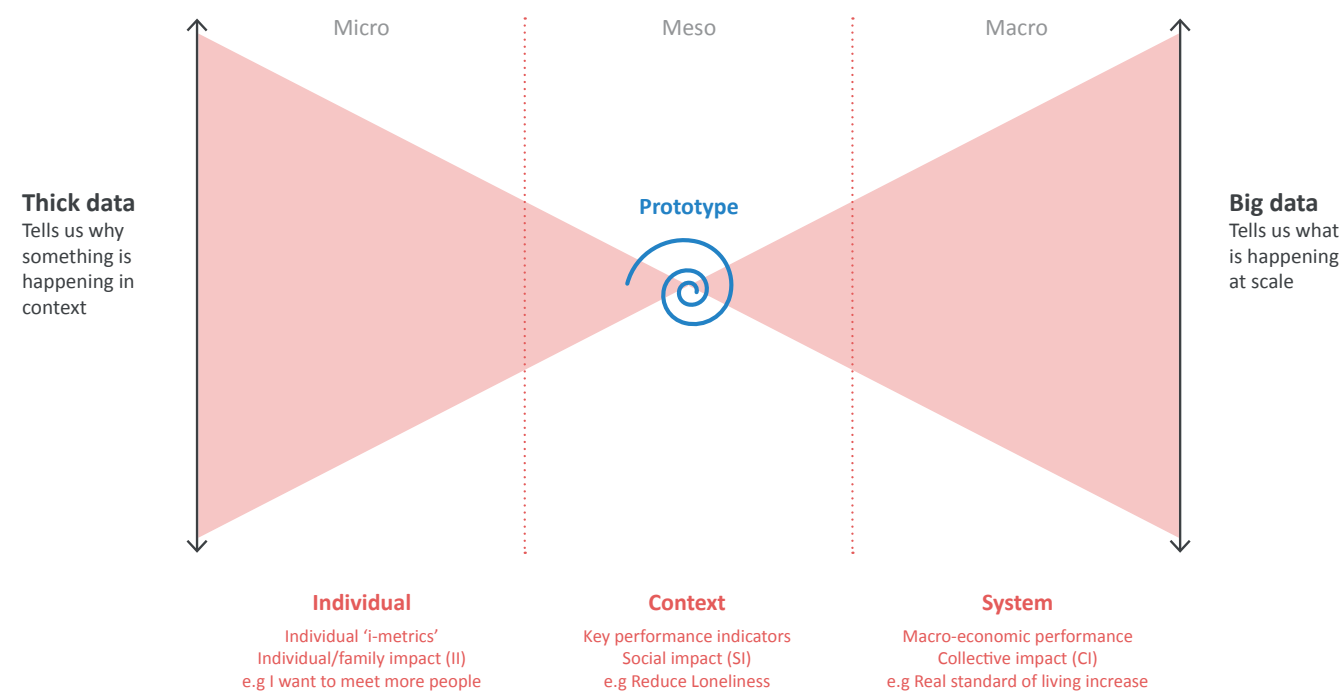 Micro
Meso
Macro
Thick data
Tells us why
something is
happening in
context
Prototype
Big data
Tells us what
is happening
at scale
Individual
Individual ‘i-metrics’
Individual/family impact (II)
e.g I want to meet more people
Context
Key performance indicators
Social impact (SI)
e.g Reduce Loneliness
System
Macro-economic performance
Collective impact (CI)
e.g Real standard of living increase